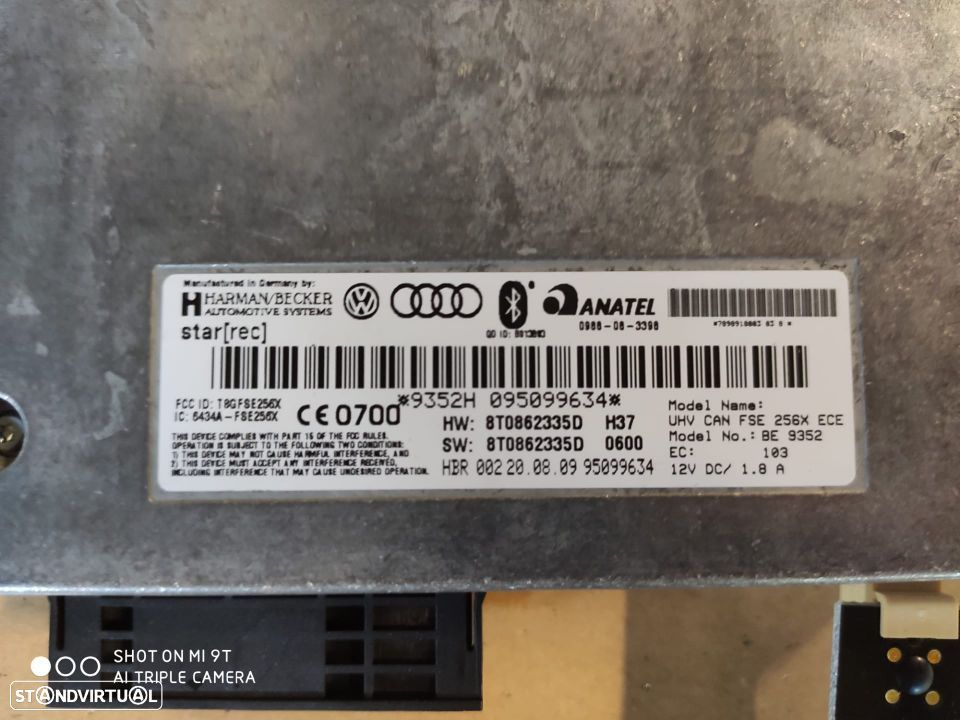 Manufactured in Germany by:
HARMAN/BECKER
AUTOMOTIVE SYSTEMS
star[rec]
QD ID: B013803
ANATEL
0988-08-3398
*9352H 095099634*
FCC ID: T8GFSE256X
IC: 6434A-FSE256X
CE 0700
THIS DEVICE COMPLIES WITH PART 15 OF THE FCC RULES.
OPERATION IS SUBJECT TO THE FOLLOWING TWO CONDITIONS:
1) THIS DEVICE MAY NOT CAUSE HARMFUL INTERFERENCE, AND
2) THIS DEVICE MUST ACCEPT ANY INTERFERENCE RECEIVED,
INCLUDING INTERFERENCE THAT MAY CAUSE UNDESIRED OPERATION.
HW: 8T0862335D H37
SW: 8T0862335D 0600
HBR 002 20.08.09 95099634
Model Name:
UHV CAN FSE 256X ECE
Model No.: BE 9352
EC: 103
12V DC/ 1.8 A
SHOT ON MI 9T
AI TRIPLE CAMERA
STANDVIRTUAL